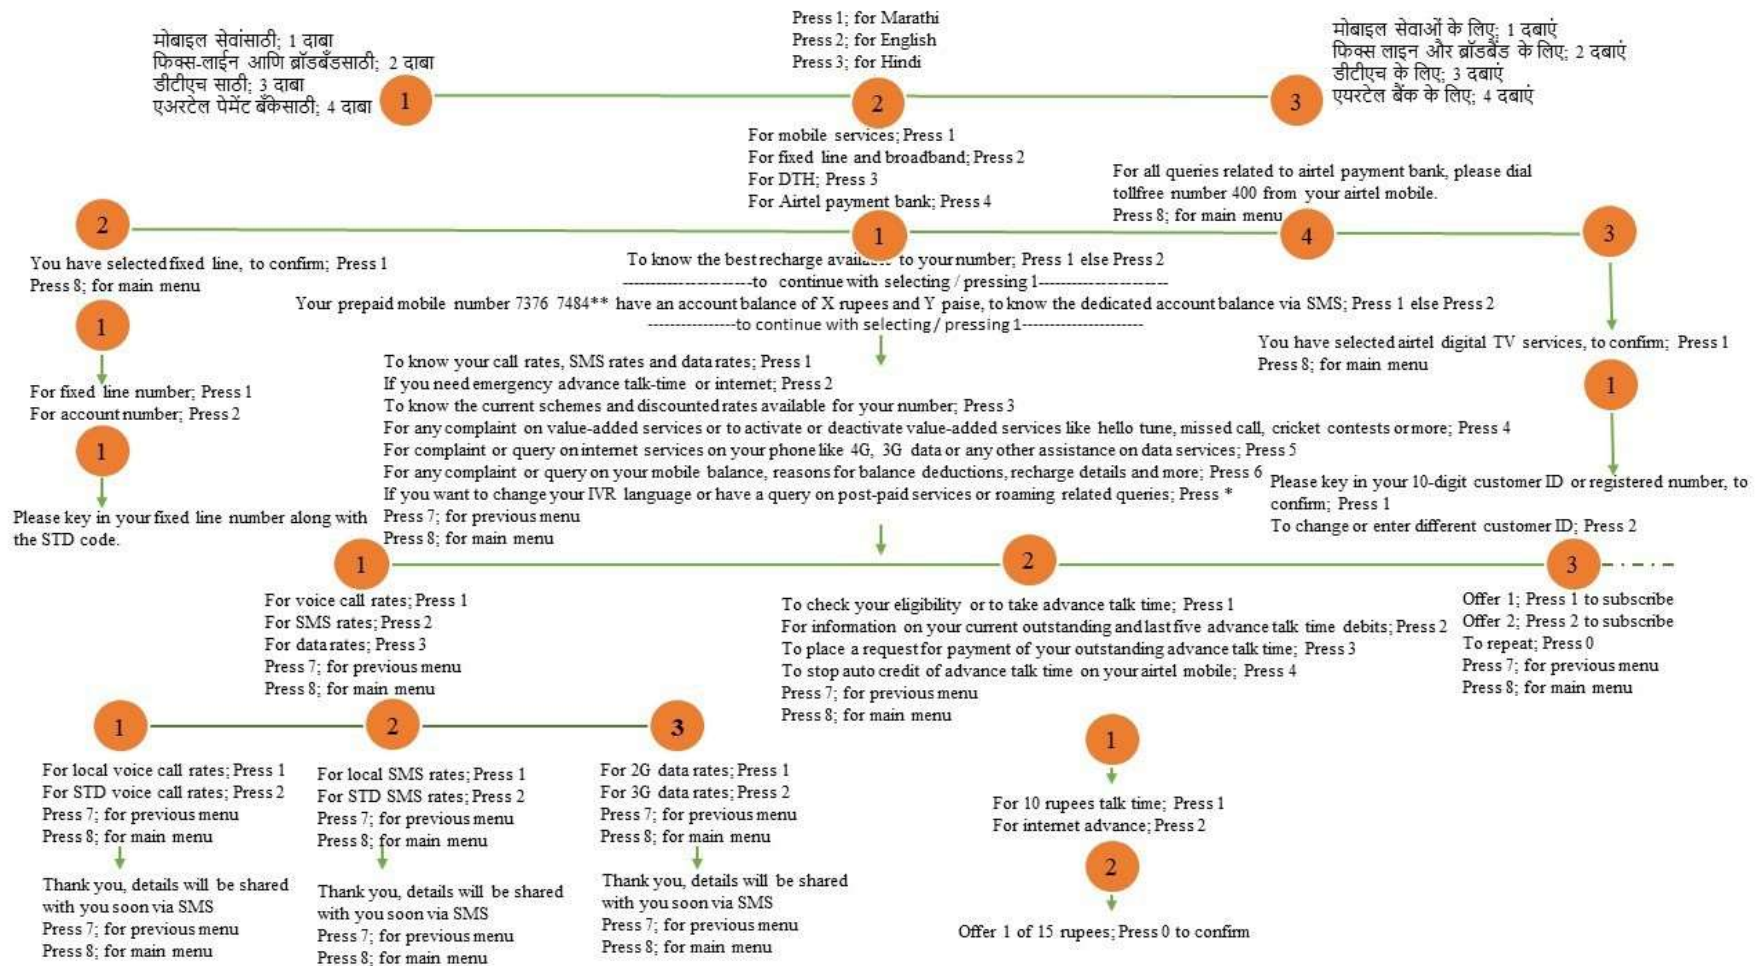 Press 1; for Marathi
Press 2; for English
Press 3; for Hindi
मोबाइल सेवांसाठी; 1 दाबा
फिक्स-लाईन आणि ब्रॉडबँडसाठी; 2 दाबा
डीटीएच साठी; 3 दाबा
एअरटेल पेमेंट बँकेसाठी; 4 दाबा
1
2
3
मोबाइल सेवाओं के लिए; 1 दबाएं
फिक्स लाइन और ब्रॉडबैंड के लिए; 2 दबाएं
डीटीएच के लिए; 3 दबाएं
एयरटेल बैंक के लिए; 4 दबाएं
For mobile services; Press 1
For fixed line and broadband; Press 2
For DTH; Press 3
For Airtel payment bank; Press 4
For all queries related to airtel payment bank, please dial
tollfree number 400 from your airtel mobile.
Press 8; for main menu
2
1
4
3
You have selected fixed line, to confirm; Press 1
Press 8; for main menu
1
For fixed line number; Press 1
For account number; Press 2
1
Please key in your fixed line number along with
the STD code.
To know the best recharge available to your number; Press 1 else Press 2
-----------------------to continue with selecting / pressing 1-----------------------
Your prepaid mobile number 7376 7484** have an account balance of X rupees and Y paise, to know the dedicated account balance via SMS; Press 1 else Press 2
----------------to continue with selecting / pressing 1----------------------
To know your call rates, SMS rates and data rates; Press 1
If you need emergency advance talk-time or internet; Press 2
To know the current schemes and discounted rates available for your number; Press 3
For any complaint on value-added services or to activate or deactivate value-added services like hello tune, missed call, cricket contests or more; Press 4
For complaint or query on internet services on your phone like 4G, 3G data or any other assistance on data services; Press 5
For any complaint or query on your mobile balance, reasons for balance deductions, recharge details and more; Press 6
If you want to change your IVR language or have a query on post-paid services or roaming related queries; Press *
Press 7; for previous menu
Press 8; for main menu
You have selected airtel digital TV services, to confirm; Press 1
Press 8; for main menu
1
Please key in your 10-digit customer ID or registered number, to
confirm; Press 1
To change or enter different customer ID; Press 2
1
2
3
For voice call rates; Press 1
For SMS rates; Press 2
For data rates; Press 3
Press 7; for previous menu
Press 8; for main menu
To check your eligibility or to take advance talk time; Press 1
For information on your current outstanding and last five advance talk time debits; Press 2
To place a request for payment of your outstanding advance talk time; Press 3
To stop auto credit of advance talk time on your airtel mobile; Press 4
Press 7; for previous menu
Press 8; for main menu
Offer 1; Press 1 to subscribe
Offer 2; Press 2 to subscribe
To repeat; Press 0
Press 7; for previous menu
Press 8; for main menu
1
2
3
For local voice call rates; Press 1
For STD voice call rates; Press 2
Press 7; for previous menu
Press 8; for main menu
For local SMS rates; Press 1
For STD SMS rates; Press 2
Press 7; for previous menu
Press 8; for main menu
For 2G data rates; Press 1
For 3G data rates; Press 2
Press 7; for previous menu
Press 8; for main menu
Thank you, details will be shared
with you soon via SMS
Press 7; for previous menu
Press 8; for main menu
Thank you, details will be shared
with you soon via SMS
Press 7; for previous menu
Press 8; for main menu
Thank you, details will be shared
with you soon via SMS
Press 7; for previous menu
Press 8; for main menu
1
For 10 rupees talk time; Press 1
For internet advance; Press 2
2
Offer 1 of 15 rupees; Press 0 to confirm